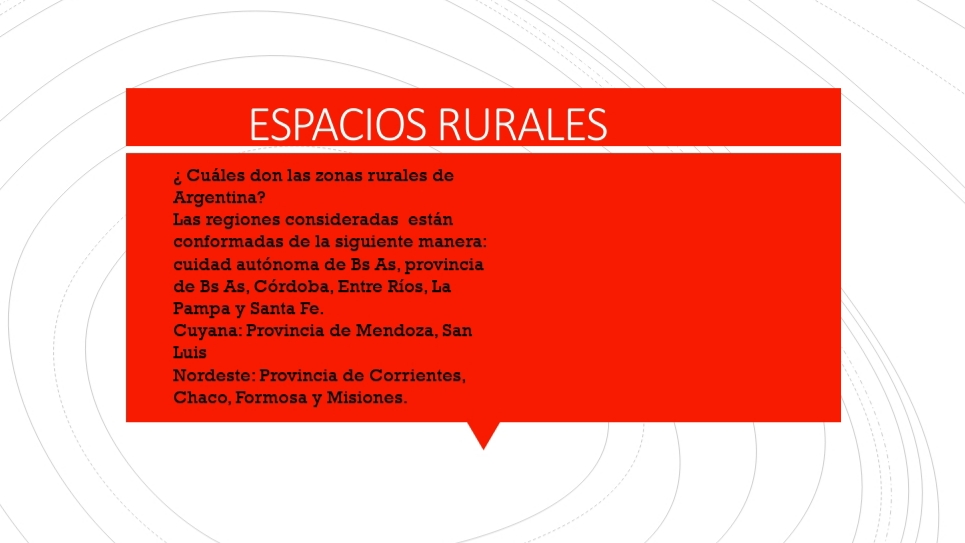 ESPACIOS RURALES
¿ Cuáles don las zonas rurales de
Argentina?
Las regiones consideradas  están
conformadas de la siguiente manera:
cuidad autónoma de Bs As, provincia
de Bs As, Córdoba, Entre Ríos, La
Pampa y Santa Fe.
Cuyana: Provincia de Mendoza, San
Luis
Nordeste: Provincia de Corrientes,
Chaco, Formosa y Misiones.